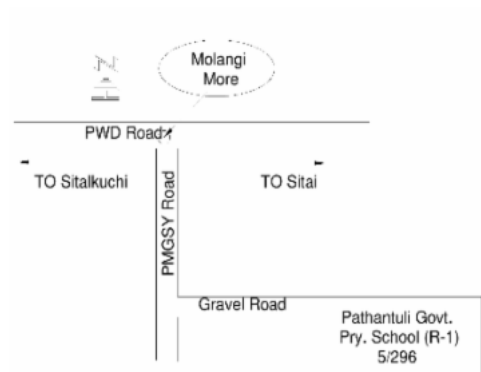 N
Molangi
More
PWD Road
TO Sitalkuchi
TO Sitai
PMGSY Road
Gravel Road
Pathantuli Govt.
Pry. School (R-1)
5/296